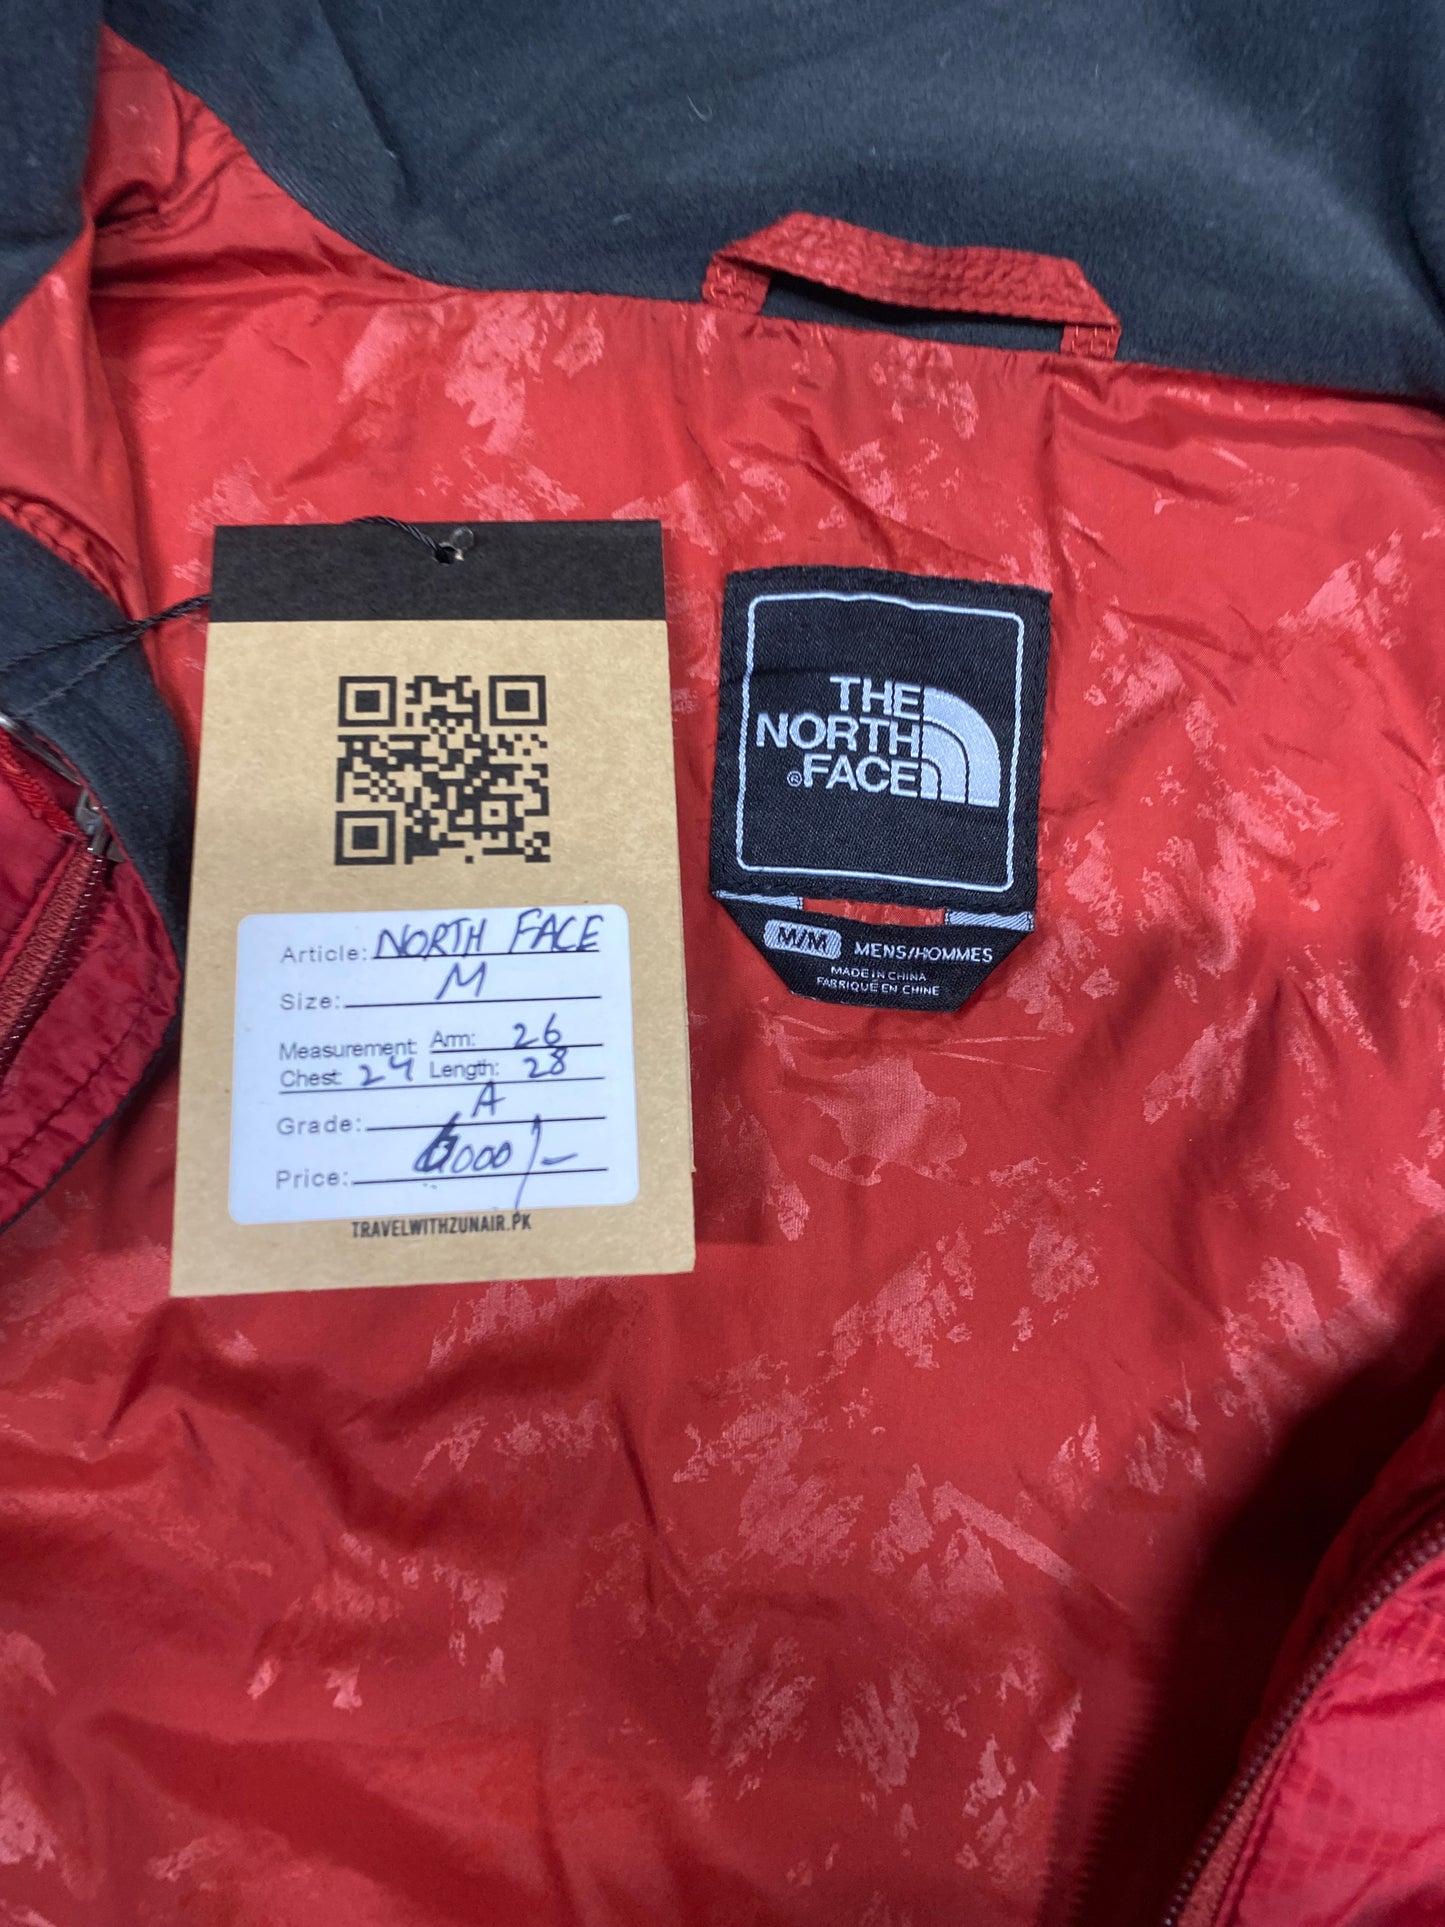 THE
NORTH
®FACE
M/M MENS/HOMMES
MADE IN CHINA
FABRIQUÉ EN CHINE
Article: NORTH FACE
Size: M
Measurement: Arm: 26
Chest: 24 Length: 28
Grade: A
Price: 6000/-
TRAVELWITHZUNAIR.PK